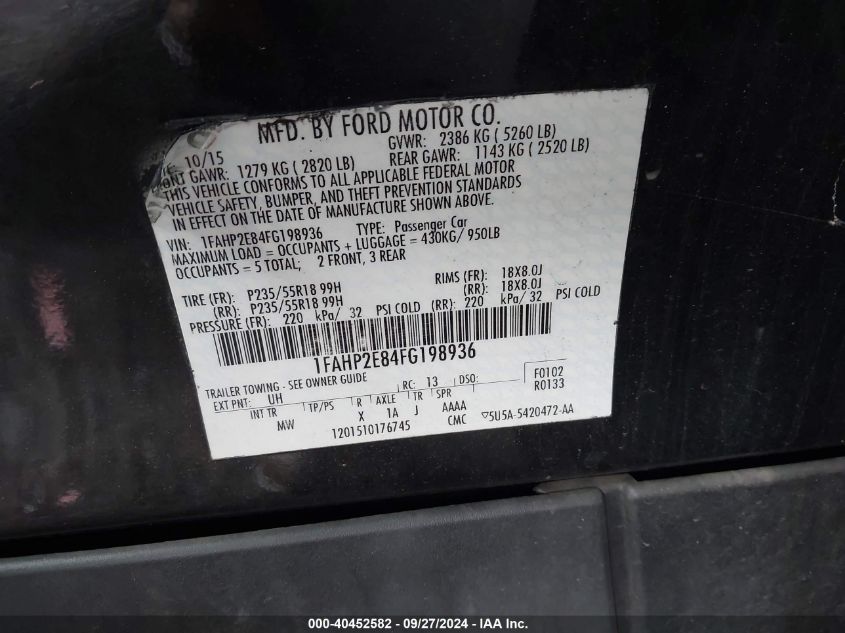 MFD. BY FORD MOTOR CO.
10/15 GVWR: 2386 KG ( 5260 LB)
ONT GAWR: 1279 KG ( 2820 LB) REAR GAWR: 1143 KG ( 2520LB)
THIS VEHICLE CONFORMS TO ALL APPLICABLE FEDERAL MOTOR
VEHICLE SAFETY, BUMPER, AND THEFT PREVENTION STANDARDS
IN EFFECT ON THE DATE OF MANUFACTURE SHOWN ABOVE.
VIN: 1FAHP2E84FG198936 TYPE: Passenger Car
MAXIMUM LOAD = OCCUPANTS + LUGGAGE = 430KG/ 950LB
OCCUPANTS = 5 TOTAL; 2 FRONT, 3 REAR
TIRE (FR): P235/55R18 99H RIMS (FR): 18X8.0J
(RR): P235/55R18 99H (RR): 18X8.0J
PRESSURE (FR): 220 kPa/ 32 PSI COLD (RR): 220 kPa/ 32 PSI COLD
1FAHP2E84FG198936
TRAILER TOWING - SEE OWNER GUIDE RC: 13 DSO: F0102
EXT PNT: UH R0133
INT TR TP/PS R AXLE TR SPR
MW X 1A J AAAA
1201510176745 CMC ▽5U5A-5420472-AA
000-40452582 - 09/27/2024 - IAA Inc.